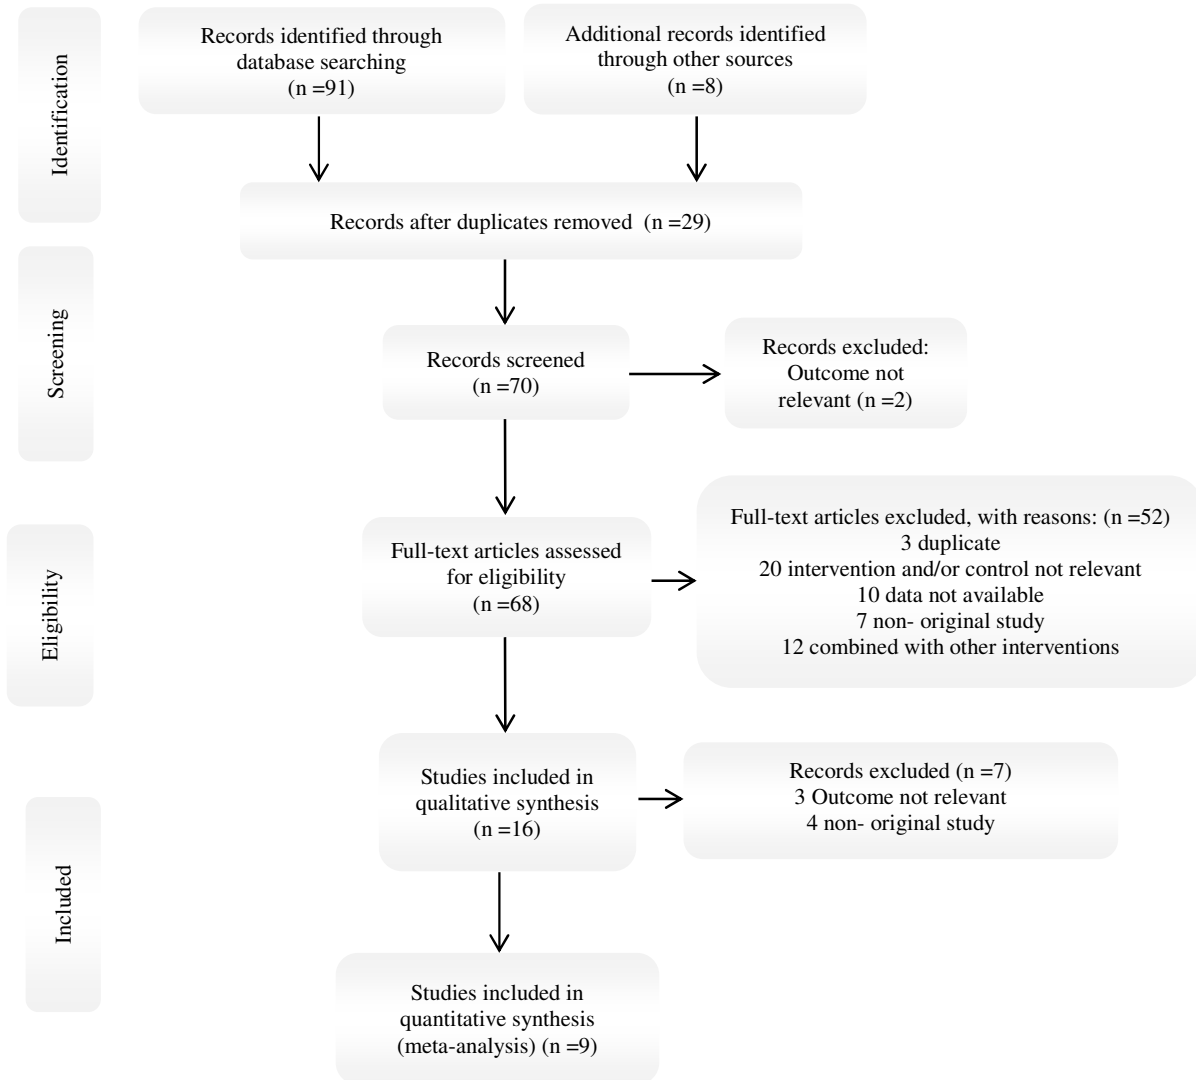 Identification
Records identified through
database searching
(n =91)
Additional records identified
through other sources
(n =8)
Records after duplicates removed  (n =29)
Screening
Records screened
(n =70)
Records excluded:
Outcome not
relevant (n =2)
Eligibility
Full-text articles assessed
for eligibility
(n =68)
Full-text articles excluded, with reasons: (n =52)
3 duplicate
20 intervention and/or control not relevant
10 data not available
7 non- original study
12 combined with other interventions
Included
Studies included in
qualitative synthesis
(n =16)
Records excluded (n =7)
3 Outcome not relevant
4 non- original study
Studies included in
quantitative synthesis
(meta-analysis) (n =9)